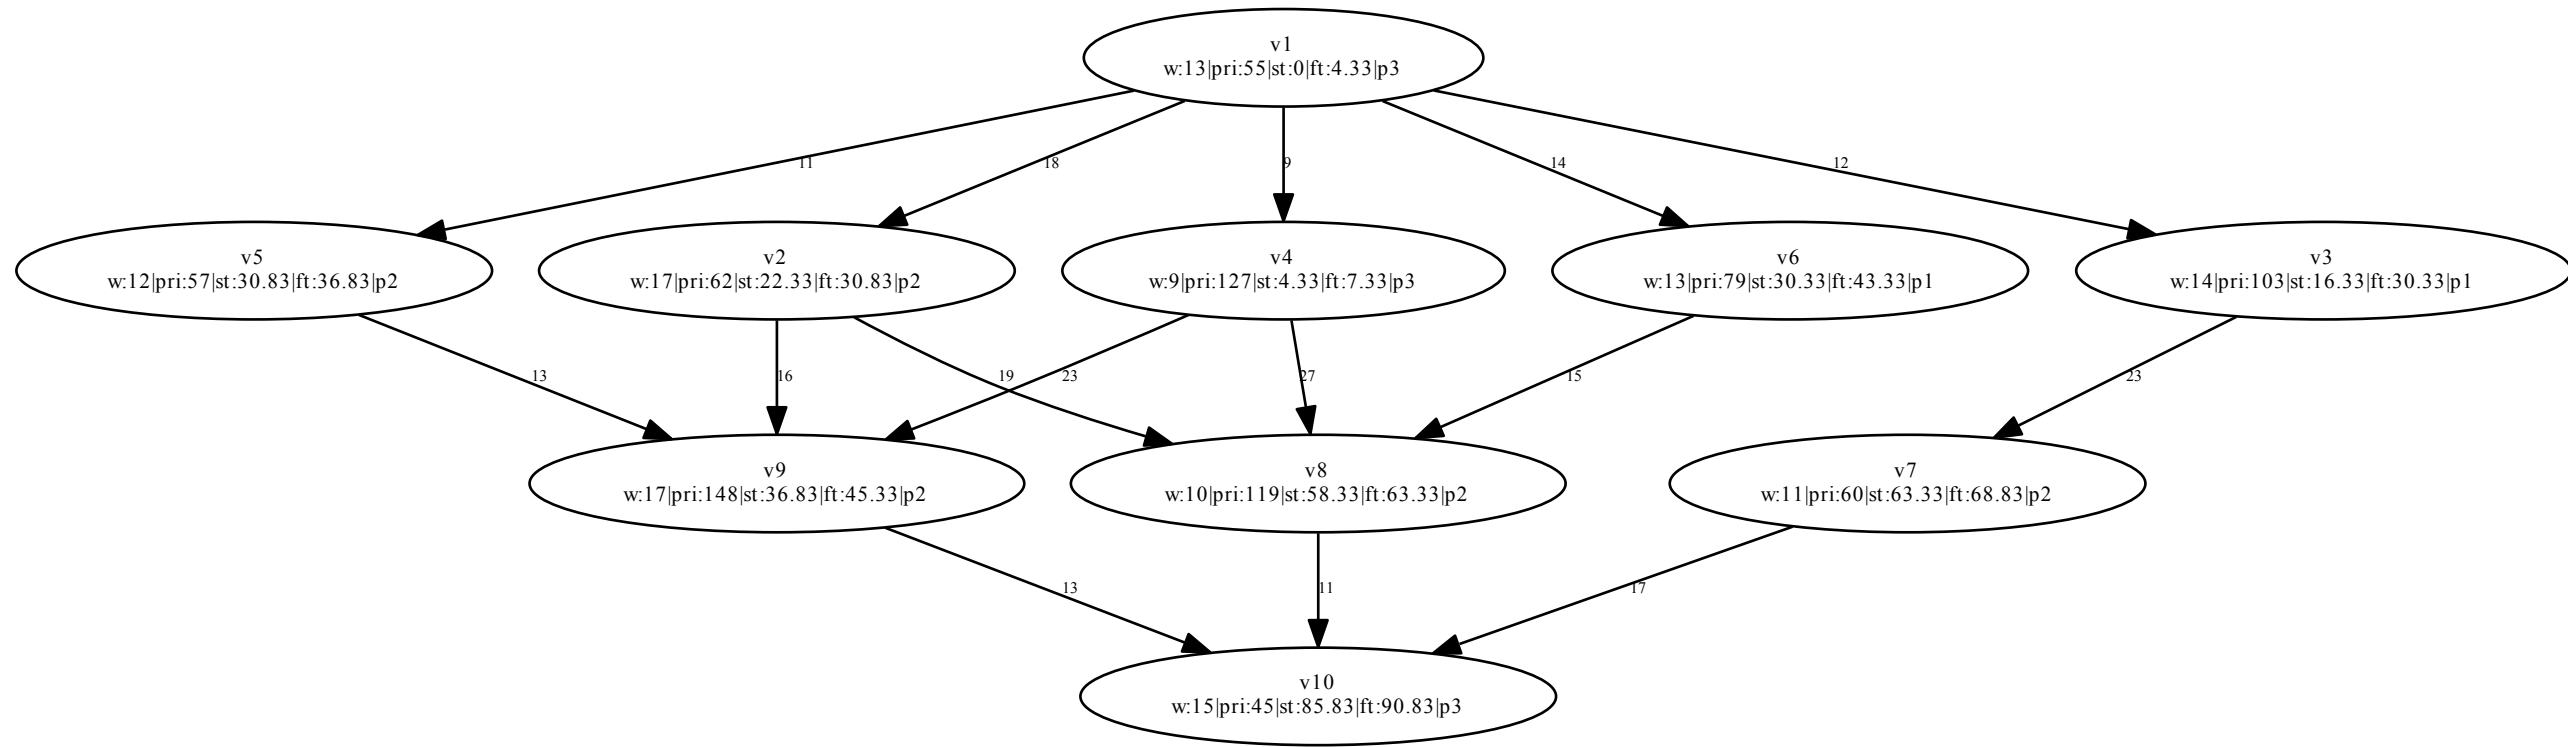 v1
w:13|pri:55|st:0|ft:4.33|p3
11
18
9
14
12
v5
w:12|pri:57|st:30.83|ft:36.83|p2
v2
w:17|pri:62|st:22.33|ft:30.83|p2
v4
w:9|pri:127|st:4.33|ft:7.33|p3
v6
w:13|pri:79|st:30.33|ft:43.33|p1
v3
w:14|pri:103|st:16.33|ft:30.33|p1
13
16
19
23
27
15
23
v9
w:17|pri:148|st:36.83|ft:45.33|p2
v8
w:10|pri:119|st:58.33|ft:63.33|p2
v7
w:11|pri:60|st:63.33|ft:68.83|p2
13
11
17
v10
w:15|pri:45|st:85.83|ft:90.83|p3